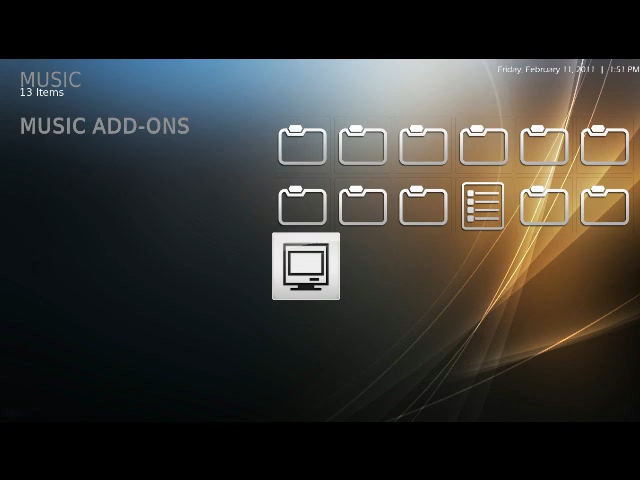 MUSIC
13 Items
Friday, February 11, 2011 | 1:51 PM
MUSIC ADD-ONS